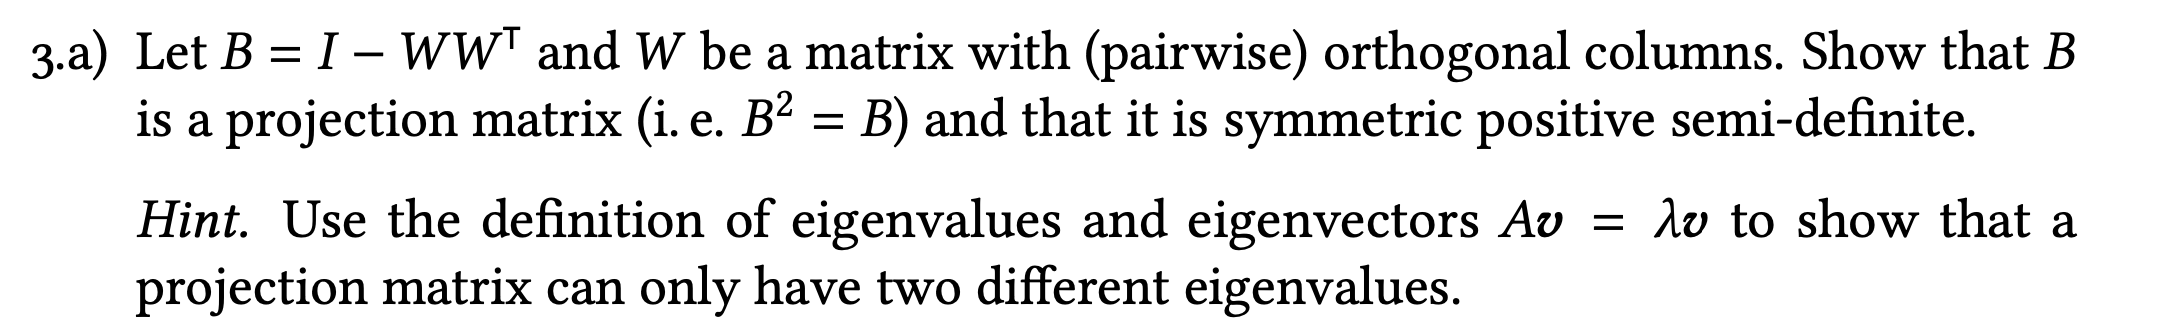 3.a) Let B = I − WWᵀ and W be a matrix with (pairwise) orthogonal columns. Show that B
is a projection matrix (i. e. B² = B) and that it is symmetric positive semi-definite.
Hint. Use the definition of eigenvalues and eigenvectors Av = λv to show that a
projection matrix can only have two different eigenvalues.